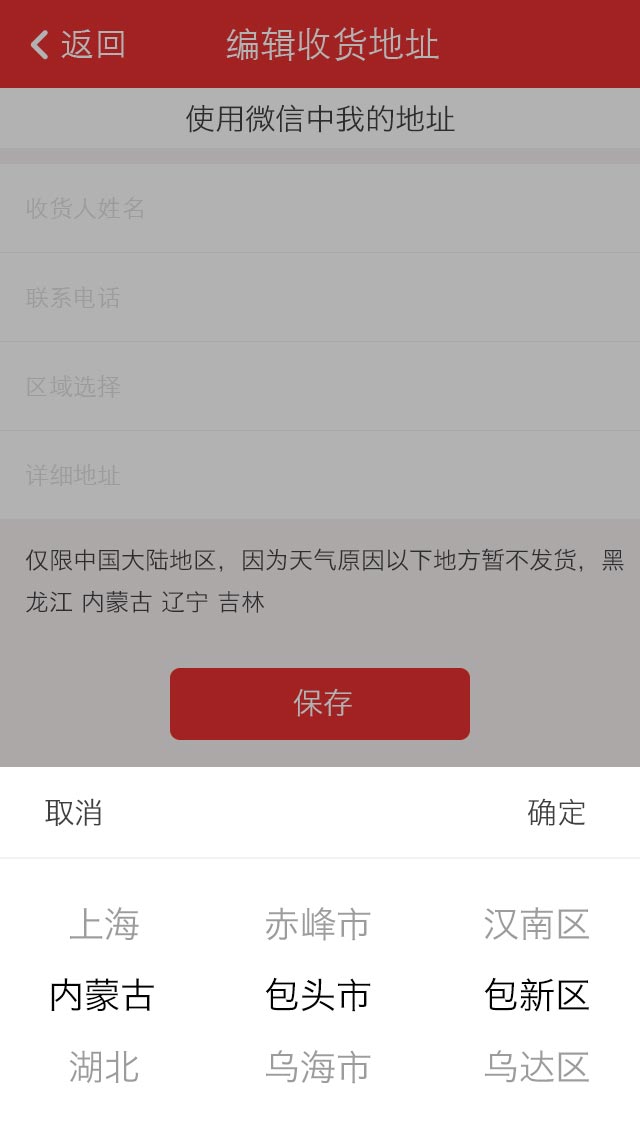 返回 编辑收货地址
使用微信中我的地址
收货人姓名
联系电话
区域选择
详细地址
仅限中国大陆地区，因为天气原因以下地方暂不发货，黑
龙江 内蒙古 辽宁 吉林
保存
取消 确定
上海 赤峰市 汉南区
内蒙古 包头市 包新区
湖北 乌海市 乌达区